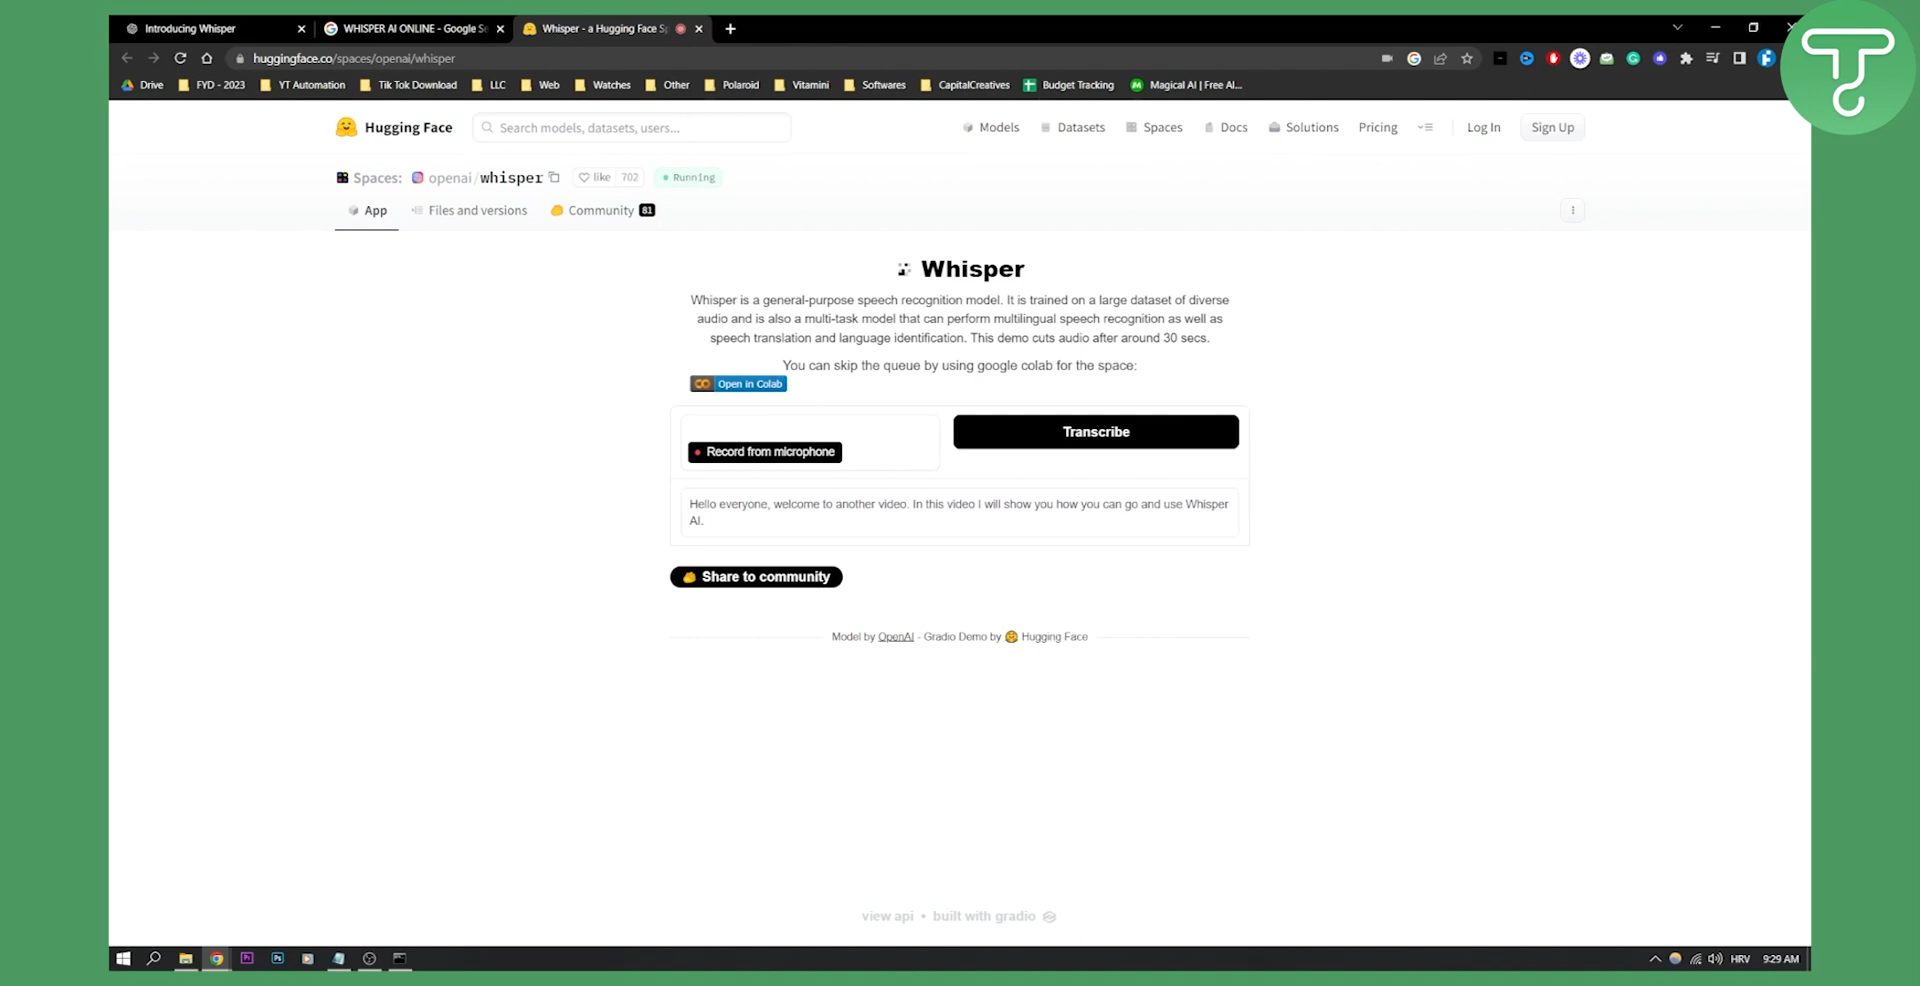 Introducing Whisper
WHISPER AI ONLINE - Google Se
Whisper - a Hugging Face Sp
huggingface.co/spaces/openai/whisper
Drive FYD - 2023 YT Automation Tik Tok Download LLC Web Watches Other Polaroid Vitamini Softwares CapitalCreatives Budget Tracking Magical AI | Free AI...
Hugging Face
Search models, datasets, users...
Models Datasets Spaces Docs Solutions Pricing Log In Sign Up
Spaces: openai/whisper like 702 Running
App Files and versions Community 81
Whisper
Whisper is a general-purpose speech recognition model. It is trained on a large dataset of diverse
audio and is also a multi-task model that can perform multilingual speech recognition as well as
speech translation and language identification. This demo cuts audio after around 30 secs.
You can skip the queue by using google colab for the space:
Open in Colab
Record from microphone
Transcribe
Hello everyone, welcome to another video. In this video I will show you how you can go and use Whisper
AI.
Share to community
Model by OpenAI - Gradio Demo by Hugging Face
view api • built with gradio
Pr Ps
HRV 9:29 AM